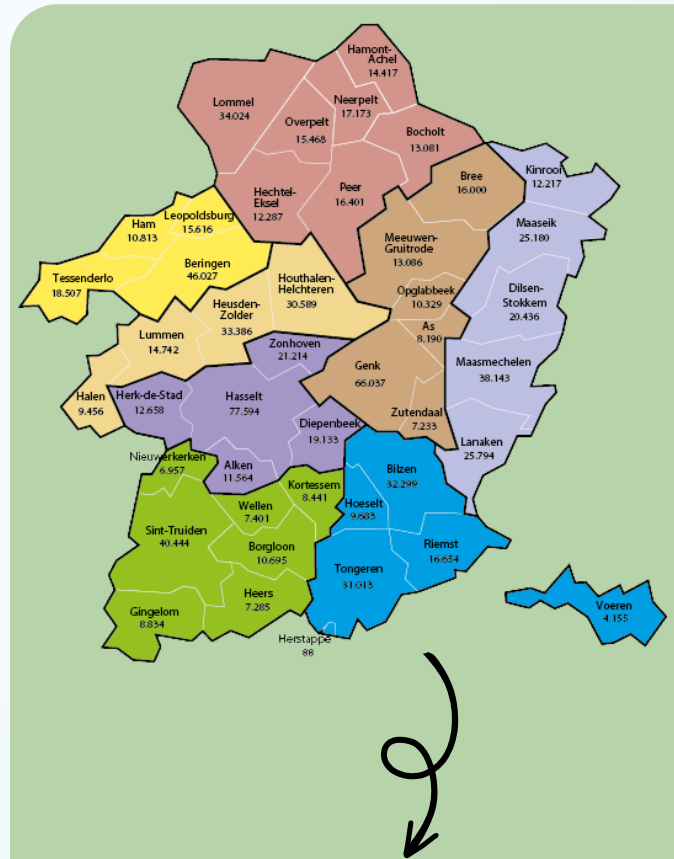 Hamont-
Achel
14.417
Lommel
34.024
Neerpelt
17.173
Overpelt
15.468
Bocholt
13.081
Hechtel-
Eksel
12.287
Peer
16.401
Bree
16.000
Kinrooi
12.217
Maaseik
25.180
Ham
10.813
Leopoldsburg
15.616
Beringen
46.027
Tessenderlo
18.507
Meeuwen-
Gruitrode
13.086
Houthalen-
Helchteren
30.589
Opglabbeek
10.329
Dilsen-
Stokkem
20.436
Heusden-
Zolder
33.386
As
8.190
Lummen
14.742
Zonhoven
21.214
Genk
66.037
Maasmechelen
38.143
Halen
9.456
Herk-de-Stad
12.658
Hasselt
77.594
Zutendaal
7.233
Diepenbeek
19.133
Lanaken
25.794
Nieuwerkerken
6.957
Alken
11.564
Kortessem
8.441
Bilzen
32.299
Wellen
7.401
Hoeselt
9.683
Sint-Truiden
40.444
Borgloon
10.695
Riemst
16.654
Tongeren
31.013
Gingelom
8.834
Heers
7.285
Voeren
4.155
Herstappe
88